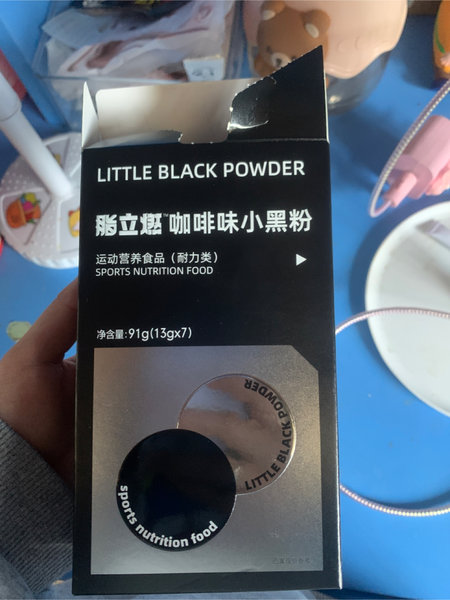 LITTLE BLACK POWDER
脂立燃™咖啡味小黑粉
运动营养食品（耐力类）
SPORTS NUTRITION FOOD
净含量:91g(13gx7)
LITTLE BLACK POWDER
sports nutrition food